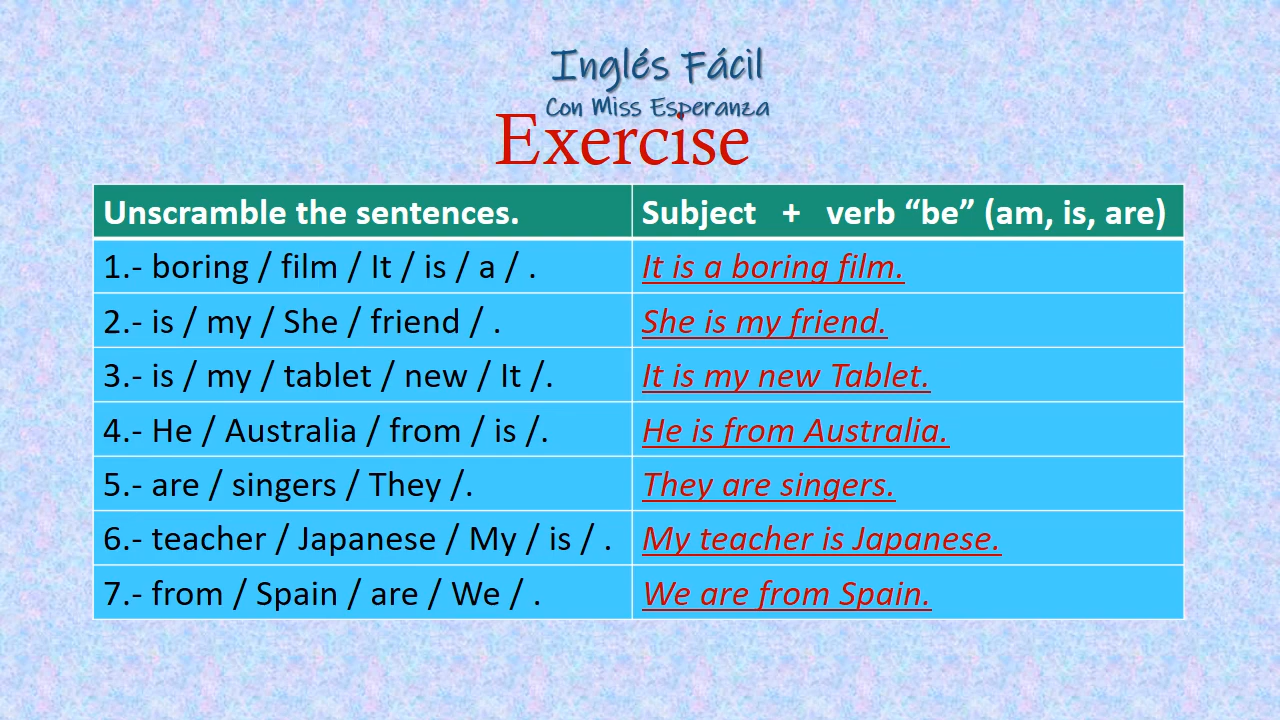 Inglés Fácil
Con Miss Esperanza
Exercise
Unscramble the sentences. Subject + verb “be” (am, is, are)
1.- boring / film / It / is / a / . It is a boring film.
2.- is / my / She / friend / . She is my friend.
3.- is / my / tablet / new / It /. It is my new Tablet.
4.- He / Australia / from / is /. He is from Australia.
5.- are / singers / They /. They are singers.
6.- teacher / Japanese / My / is / . My teacher is Japanese.
7.- from / Spain / are / We / . We are from Spain.